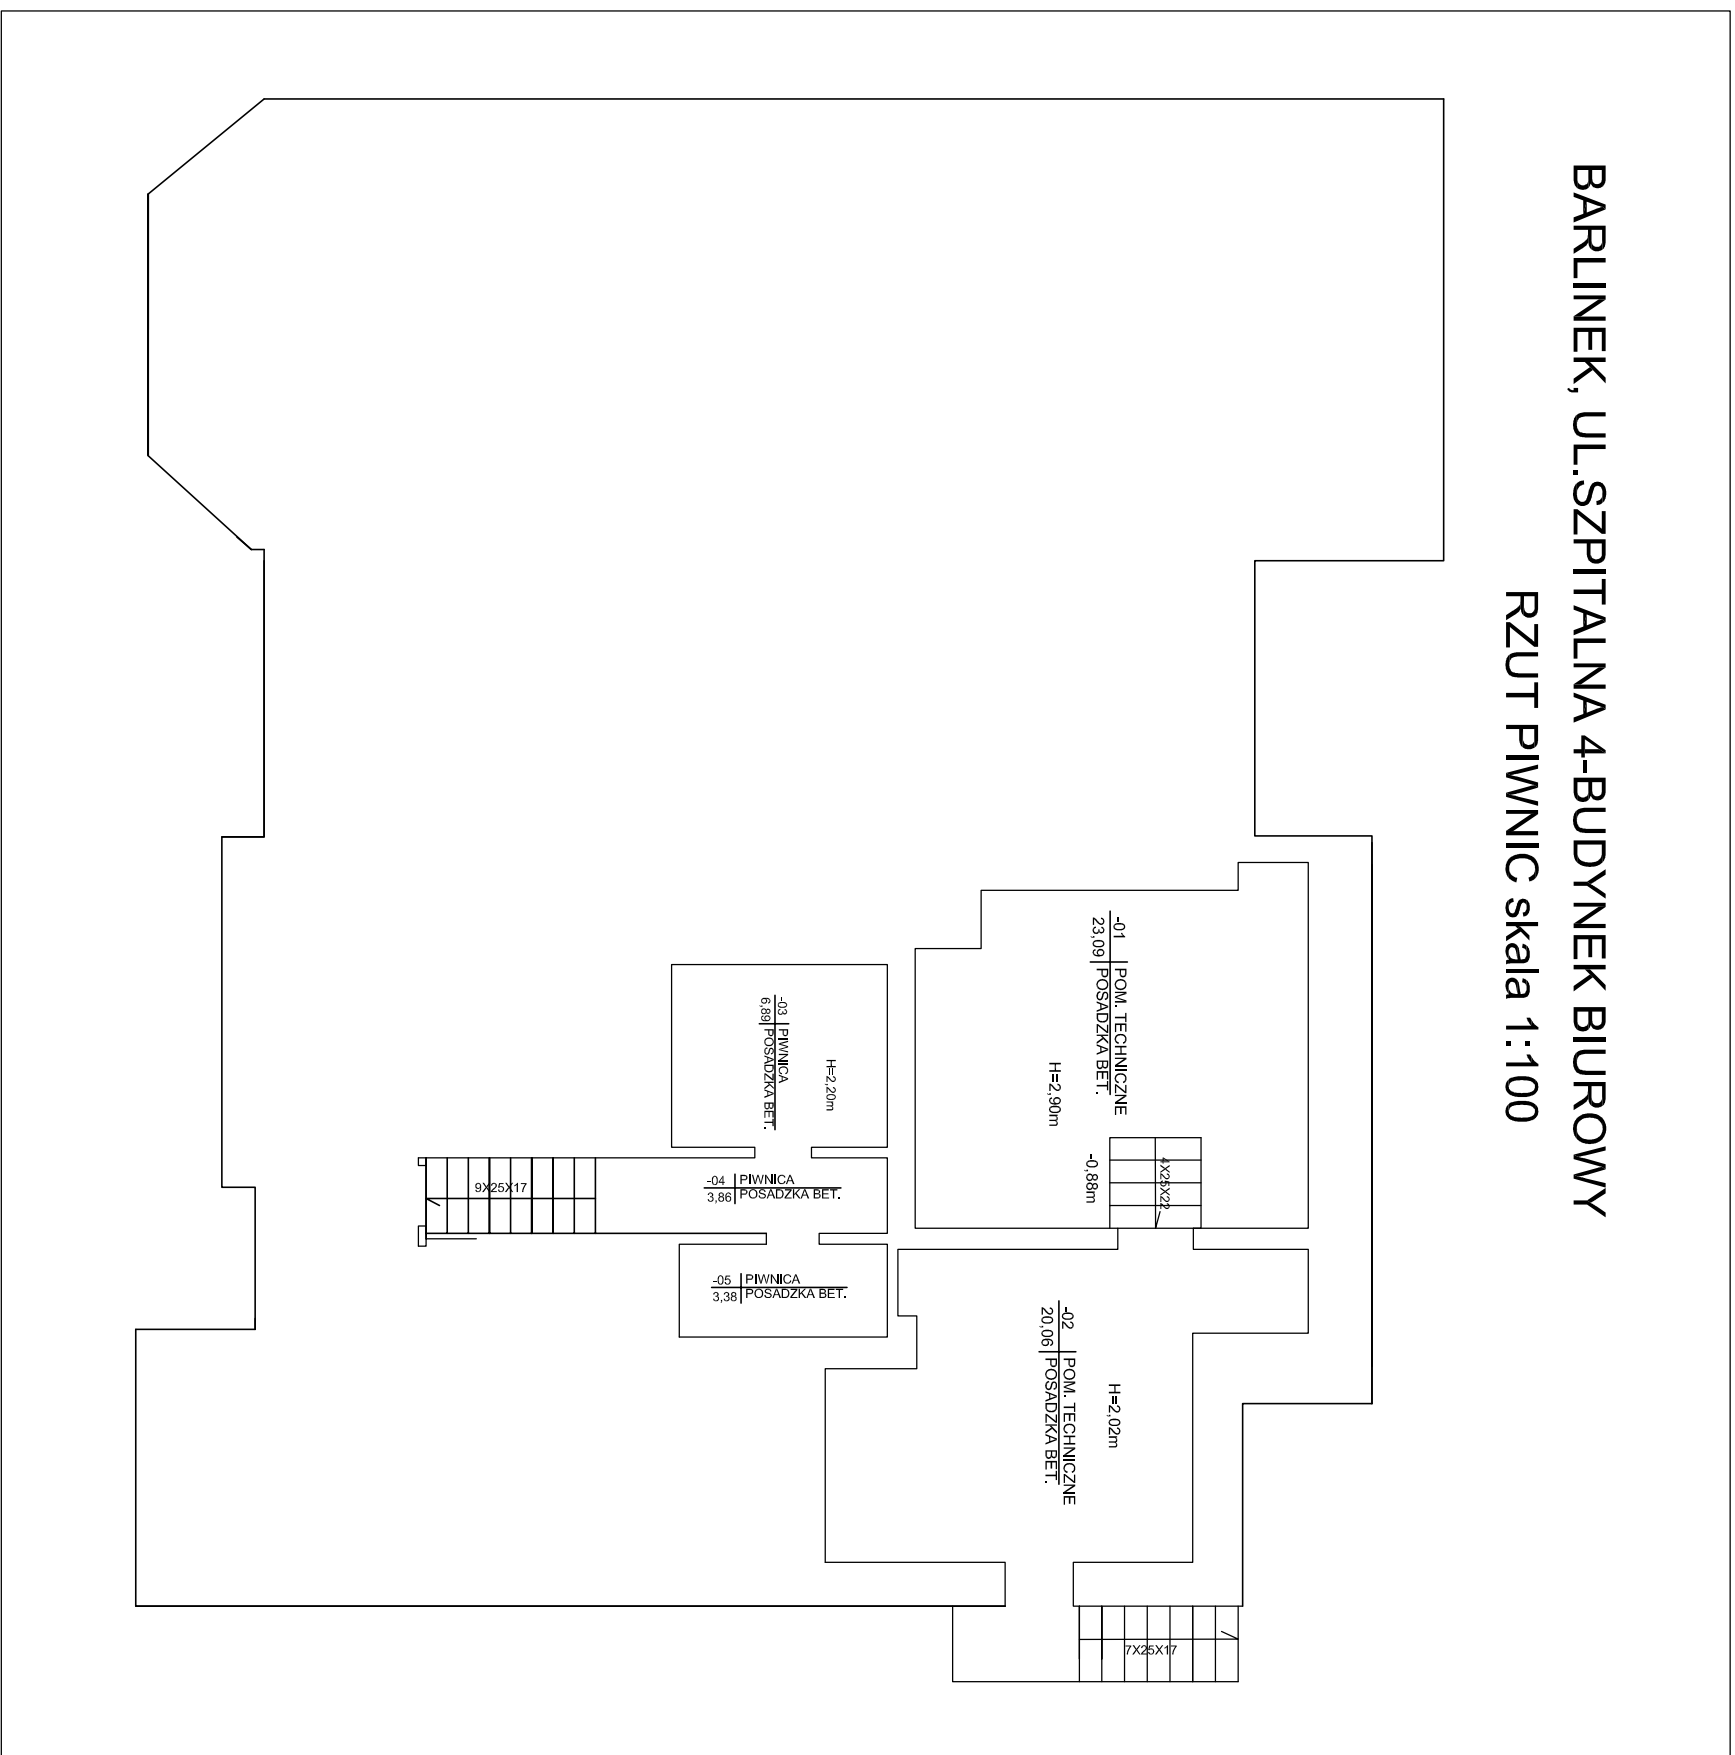 BARLINEK, UL.SZPITALNA 4-BUDYNEK BIUROWY
RZUT PIWNIC skala 1:100
-01 POM. TECHNICZNE
23,09 POSADZKA BET.
H=2,90m
-0,88m
4X25X22
-02 POM. TECHNICZNE
20,06 POSADZKA BET.
H=2,02m
7X25X17
-03 PIWNICA
6,89 POSADZKA BET.
H=2,20m
-04 PIWNICA
3,86 POSADZKA BET.
9X25X17
-05 PIWNICA
3,38 POSADZKA BET.